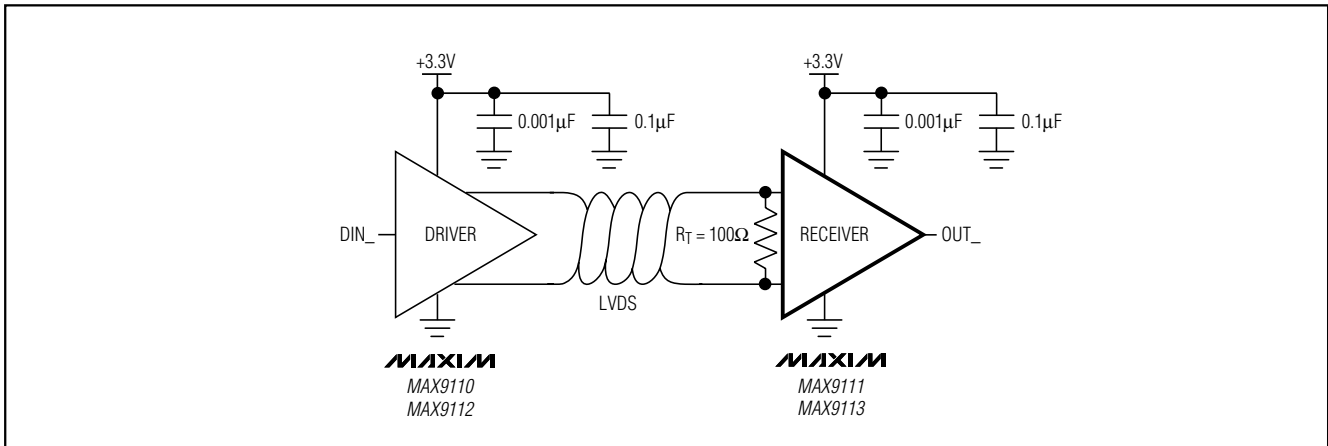 +3.3V
0.001µF
0.1µF
DIN_
DRIVER
LVDS
MAXIM
MAX9110
MAX9112
+3.3V
0.001µF
0.1µF
RT = 100Ω
RECEIVER
OUT_
MAXIM
MAX9111
MAX9113